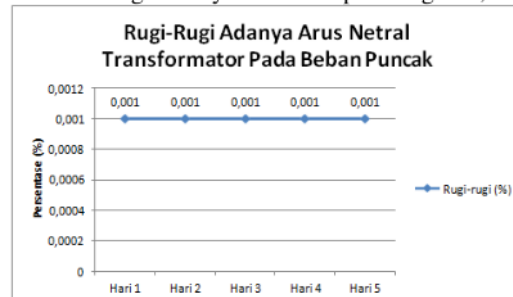 Rugi-Rugi Adanya Arus Netral
Transformator Pada Beban Puncak
0,0012
0,001 0,001 0,001 0,001 0,001
0,001
0,0008
0,0006
0,0004
0,0002
0
Persentase (%)
Rugi-rugi (%)
Hari 1 Hari 2 Hari 3 Hari 4 Hari 5